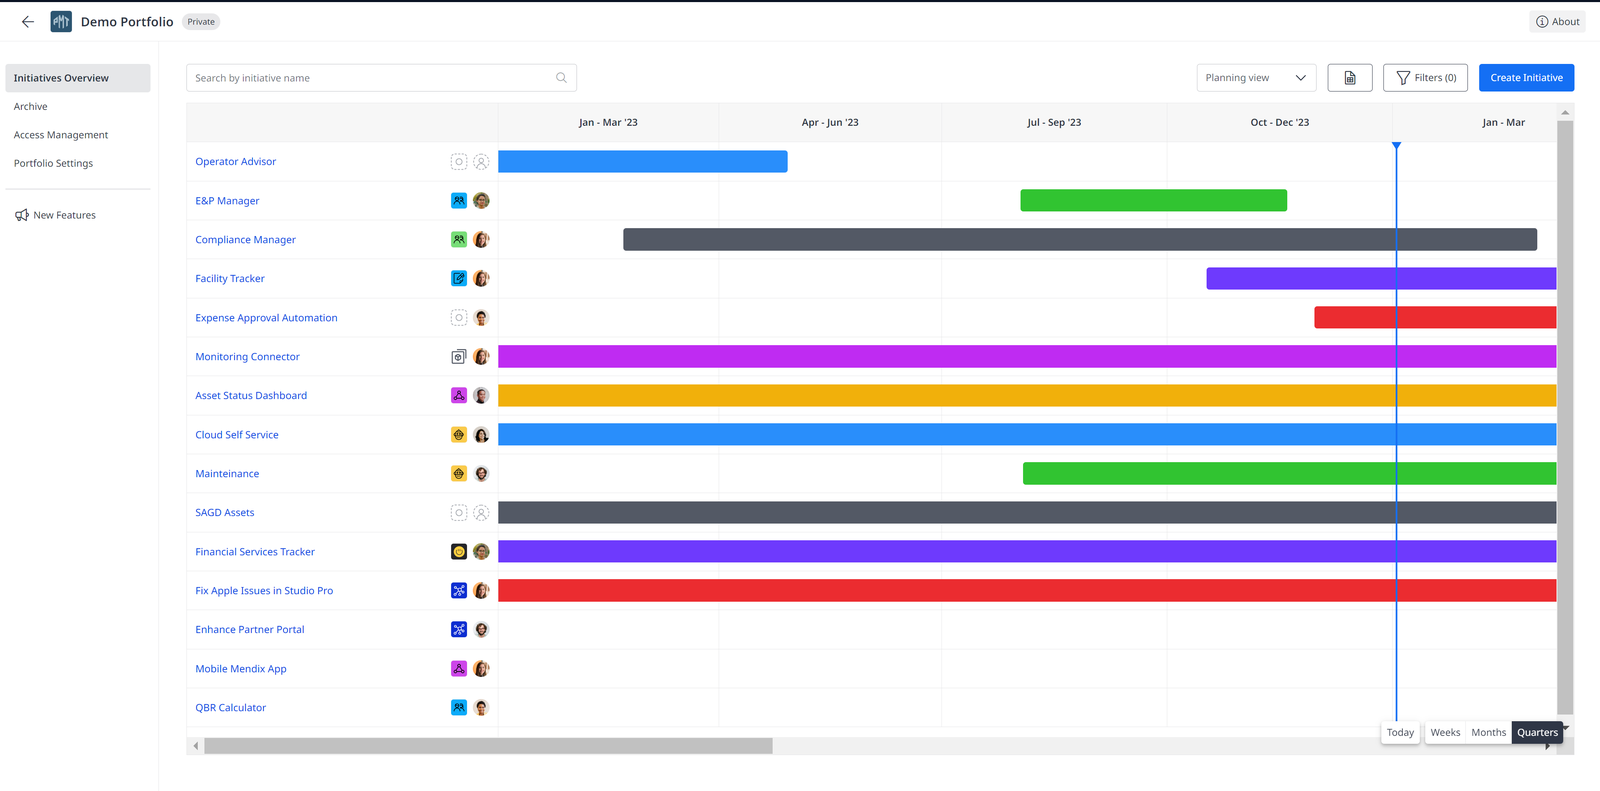 Demo Portfolio Private
About
Initiatives Overview
Archive
Access Management
Portfolio Settings
New Features
Search by initiative name
Planning view
Filters (0)
Create Initiative
Jan - Mar '23 Apr - Jun '23 Jul - Sep '23 Oct - Dec '23 Jan - Mar
Operator Advisor
E&P Manager
Compliance Manager
Facility Tracker
Expense Approval Automation
Monitoring Connector
Asset Status Dashboard
Cloud Self Service
Mainteinance
SAGD Assets
Financial Services Tracker
Fix Apple Issues in Studio Pro
Enhance Partner Portal
Mobile Mendix App
QBR Calculator
Today Weeks Months Quarters